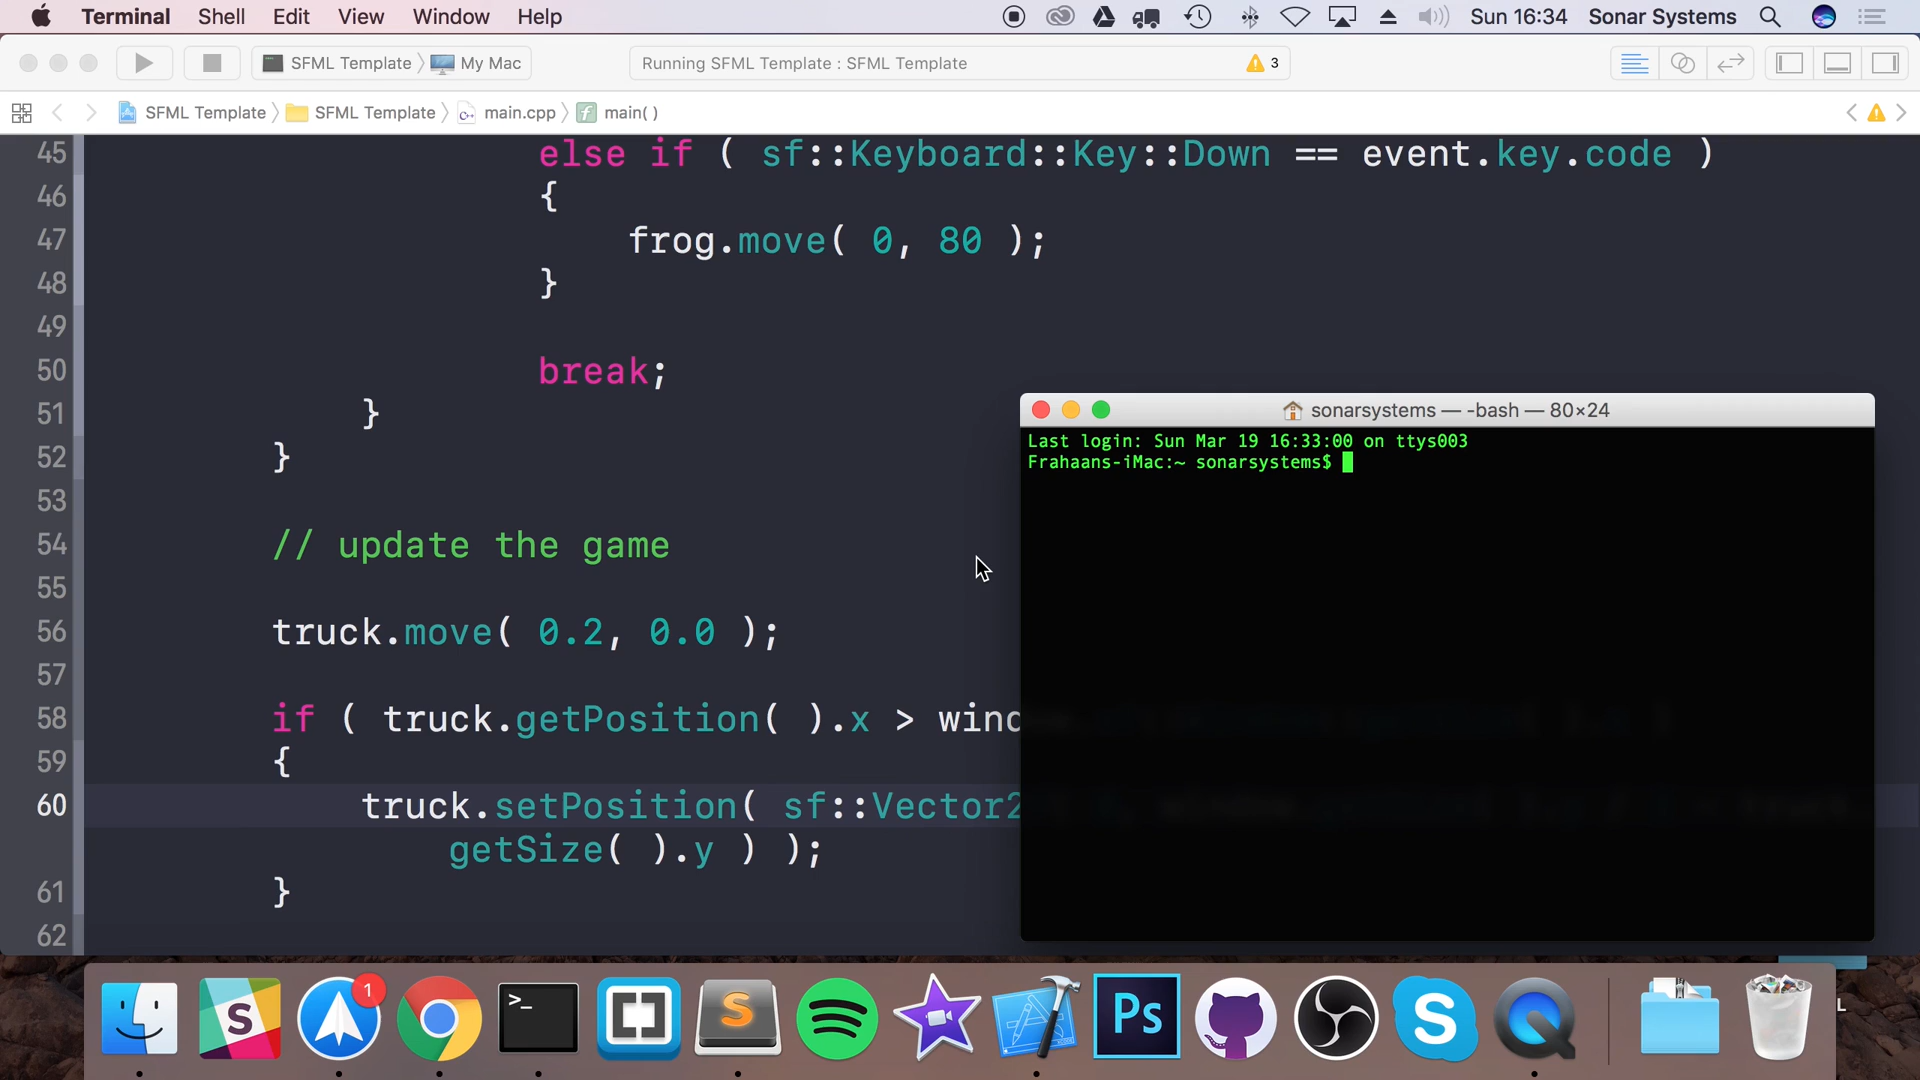 Terminal Shell Edit View Window Help Sun 16:34 Sonar Systems
SFML Template My Mac Running SFML Template : SFML Template 3
SFML Template SFML Template main.cpp main( )
45 else if ( sf::Keyboard::Key::Down == event.key.code )
46 {
47 frog.move( 0, 80 );
48 }
49
50 break;
51 }
52 }
53
54 // update the game
55
56 truck.move( 0.2, 0.0 );
57
58 if ( truck.getPosition( ).x > wind
59 {
60 truck.setPosition( sf::Vector2
getSize( ).y ) );
61 }
62
sonarsystems — -bash — 80×24
Last login: Sun Mar 19 16:33:00 on ttys003
Frahaans-iMac:~ sonarsystems$
S 1 >_ S Ps S